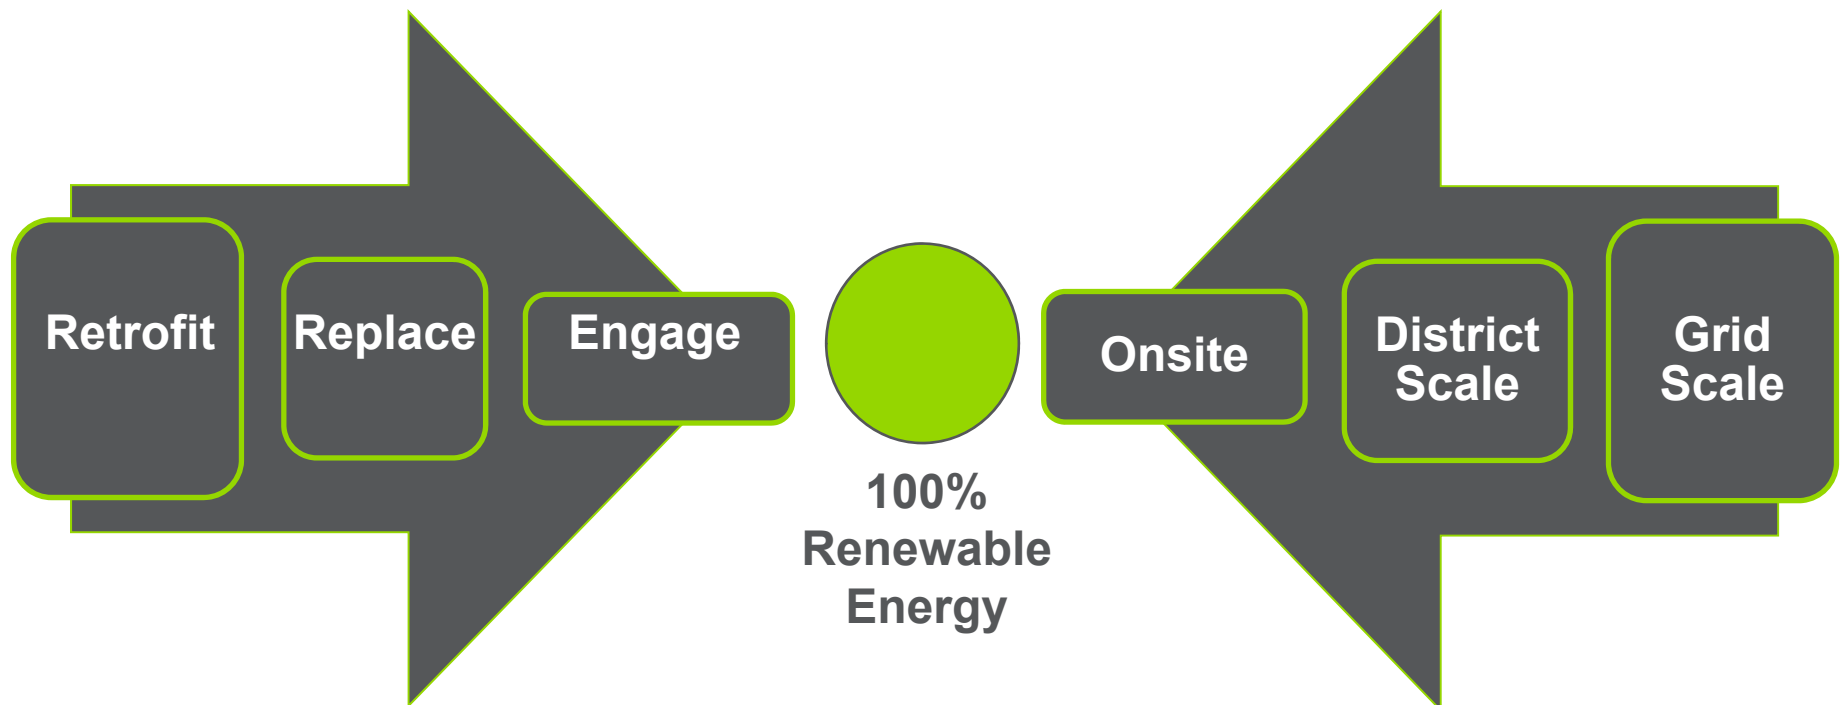 Retrofit
Replace
Engage
100%
Renewable
Energy
Onsite
District
Scale
Grid
Scale